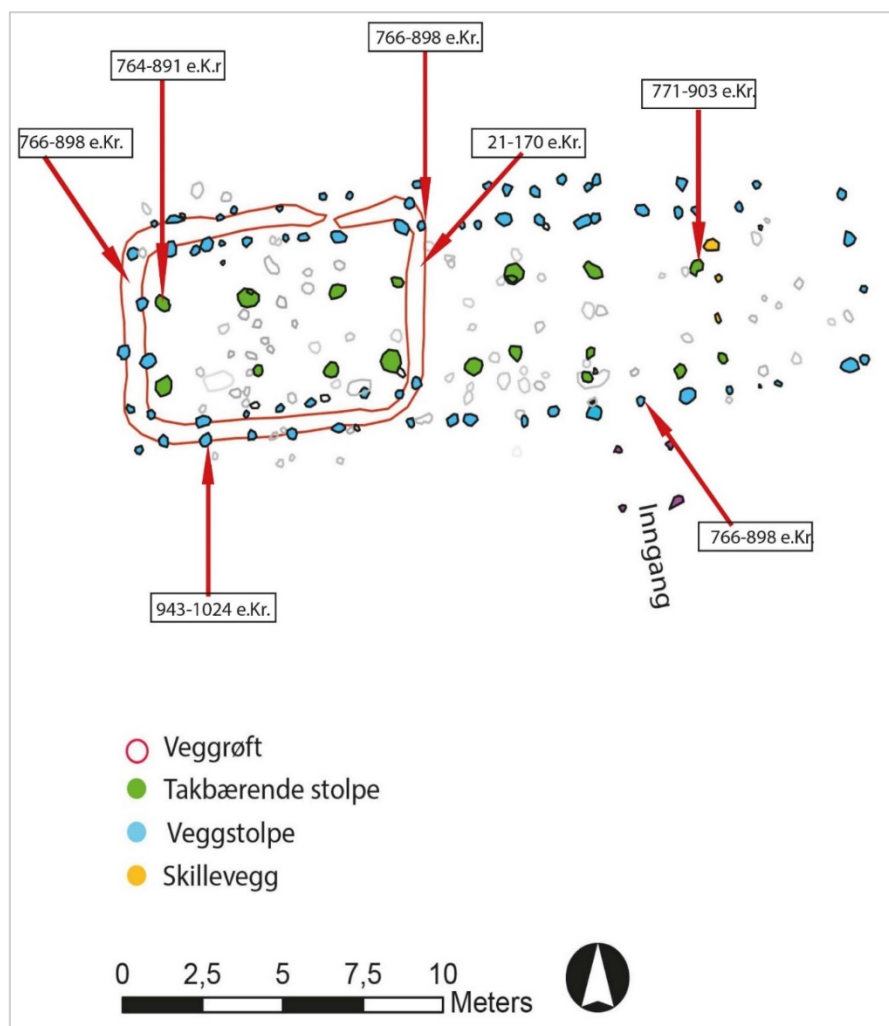 766-898 e.Kr.
764-891 e.K.r
771-903 e.Kr.
766-898 e.Kr.
21-170 e.Kr.
Inngang
766-898 e.Kr.
943-1024 e.Kr.
Veggrøft
Takbærende stolpe
Veggstolpe
Skillevegg
0 2,5 5 7,5 10
Meters